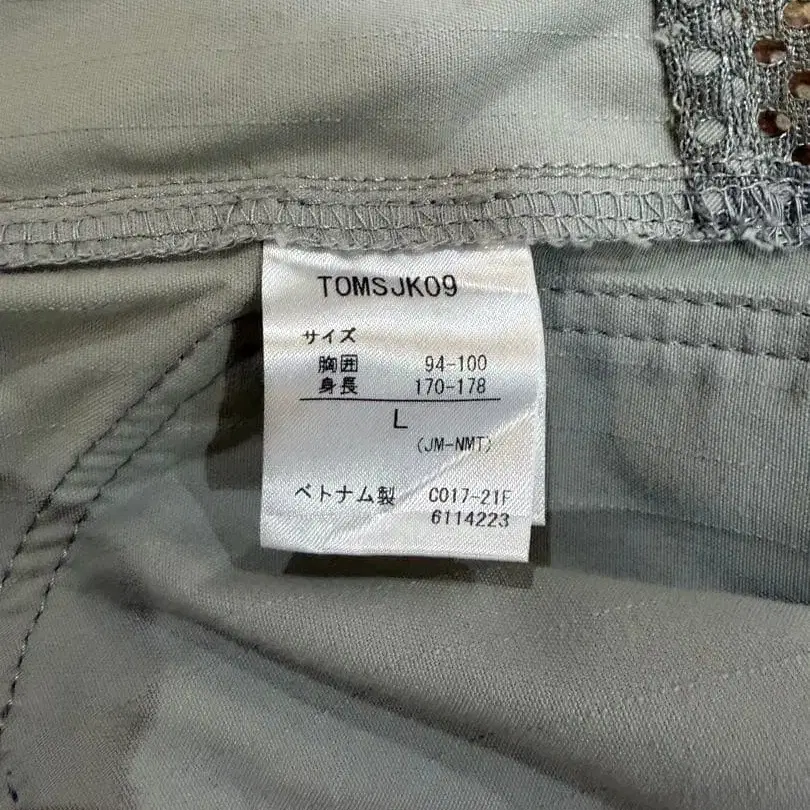 TOMSJK09
サイズ
胸囲 94-100
身長 170-178
L
(JM-NMT)
ベトナム製 C017-21F
6114223